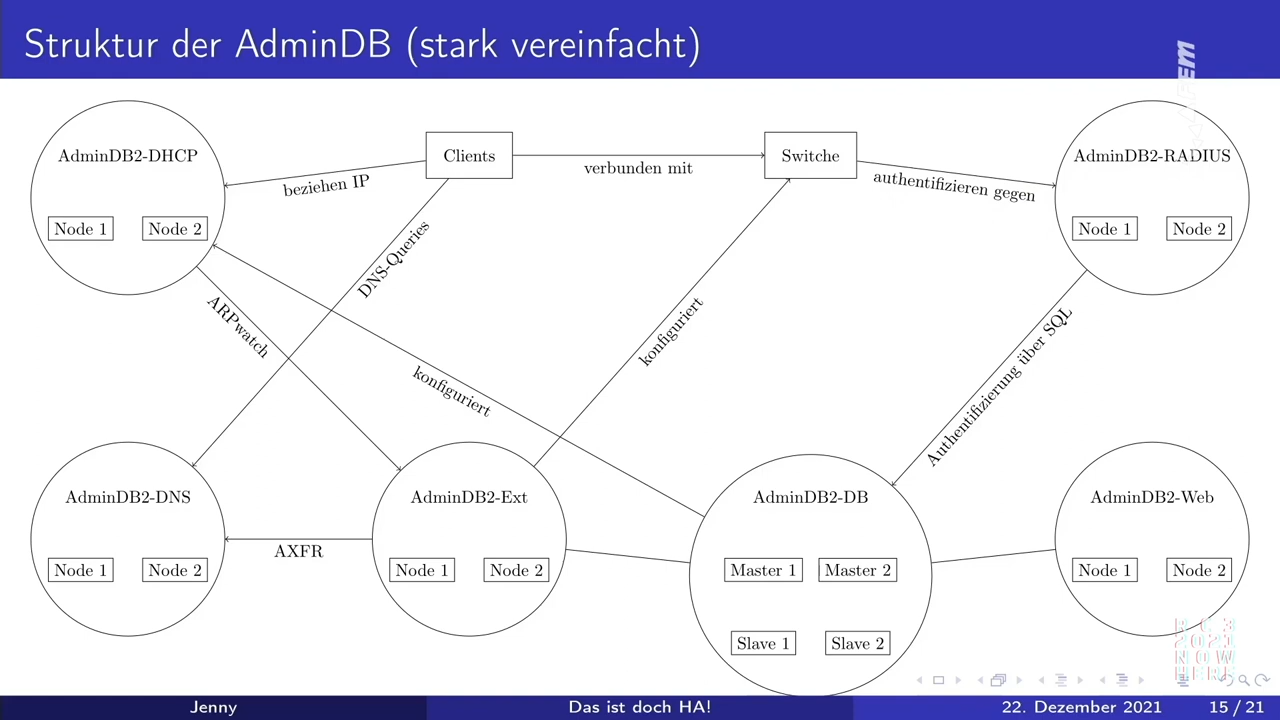 Struktur der AdminDB (stark vereinfacht)
AdminDB2-DHCP
Node 1
Node 2
Clients
verbunden mit
Switche
beziehen IP
authentifizieren gegen
AdminDB2-RADIUS
Node 1
Node 2
DNS-Queries
ARPwatch
konfiguriert
konfiguriert
Authentifizierung über SQL
AdminDB2-DNS
Node 1
Node 2
AXFR
AdminDB2-Ext
Node 1
Node 2
AdminDB2-DB
Master 1
Master 2
Slave 1
Slave 2
AdminDB2-Web
Node 1
Node 2
R C 3
2021
N O W
H E R E
Jenny
Das ist doch HA!
22. Dezember 2021
15 / 21